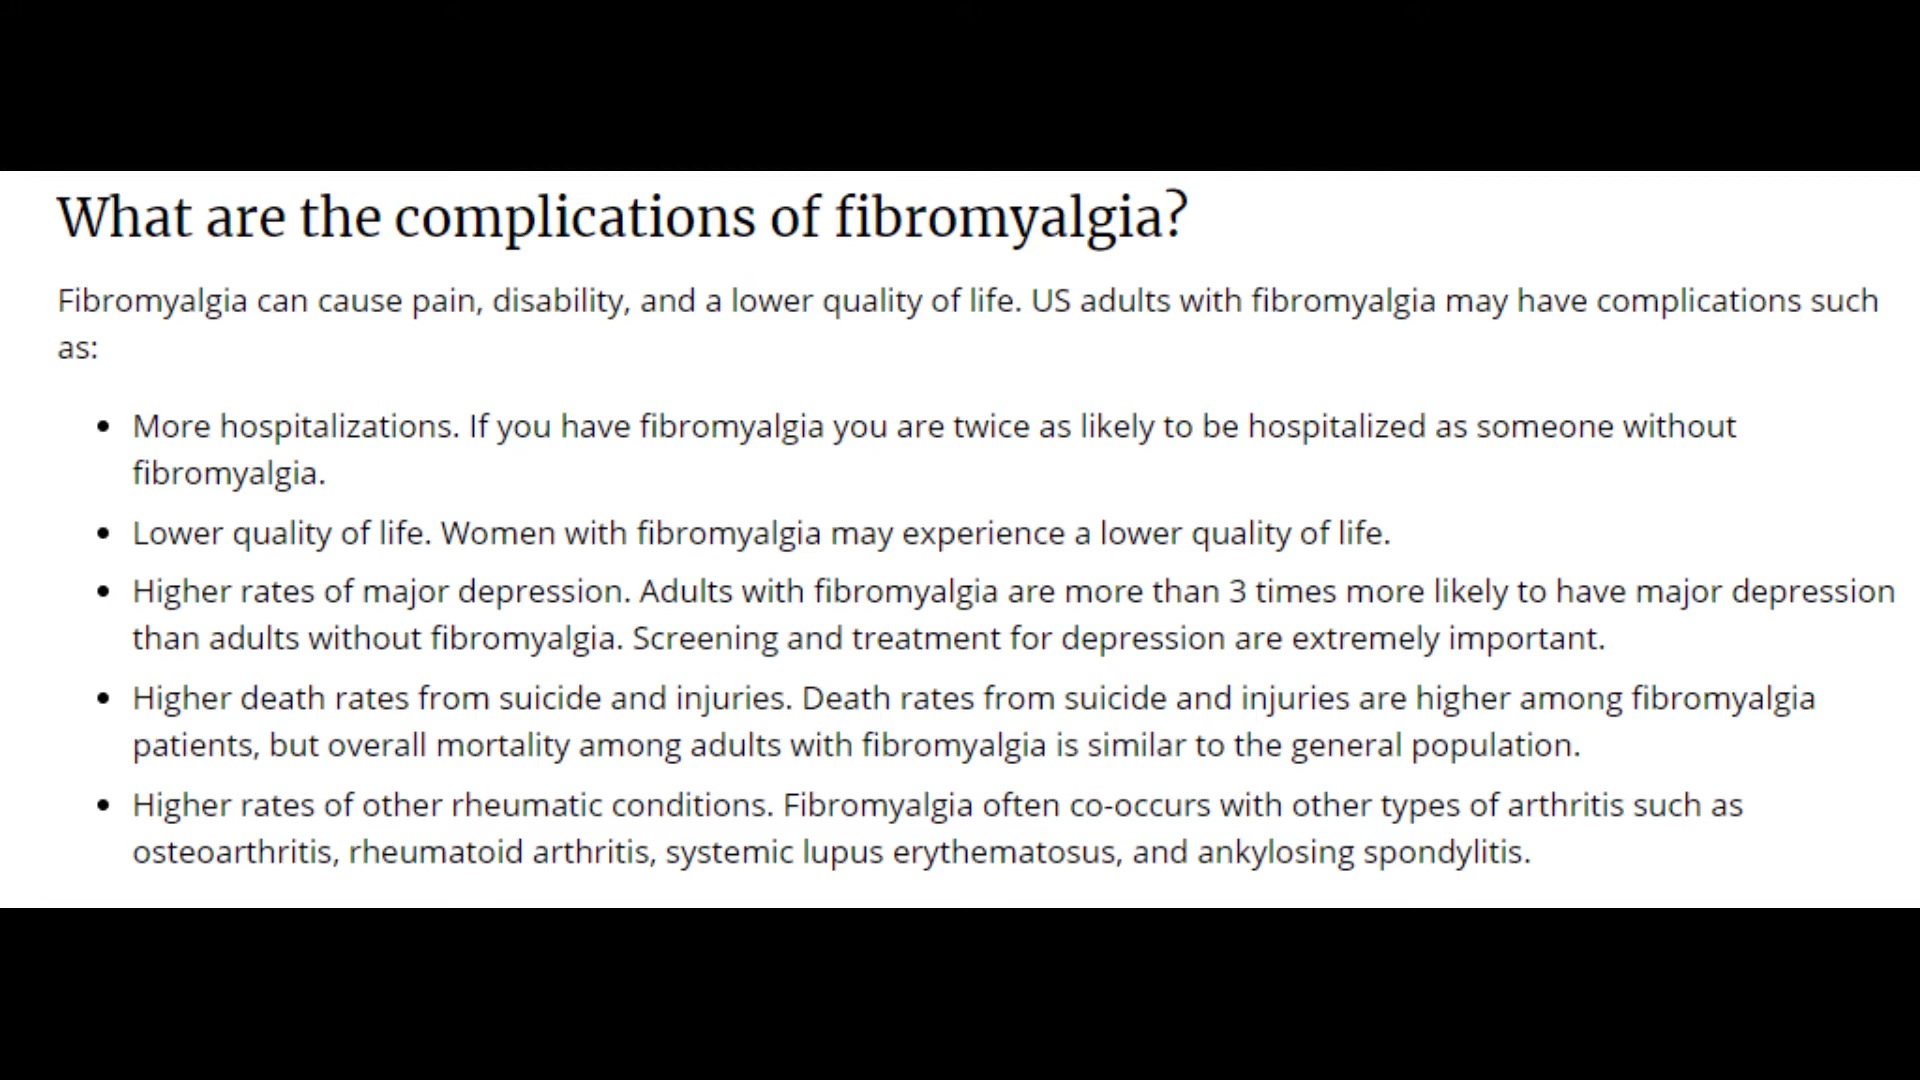 What are the complications of fibromyalgia?
Fibromyalgia can cause pain, disability, and a lower quality of life. US adults with fibromyalgia may have complications such
as:
• More hospitalizations. If you have fibromyalgia you are twice as likely to be hospitalized as someone without
fibromyalgia.
• Lower quality of life. Women with fibromyalgia may experience a lower quality of life.
• Higher rates of major depression. Adults with fibromyalgia are more than 3 times more likely to have major depression
than adults without fibromyalgia. Screening and treatment for depression are extremely important.
• Higher death rates from suicide and injuries. Death rates from suicide and injuries are higher among fibromyalgia
patients, but overall mortality among adults with fibromyalgia is similar to the general population.
• Higher rates of other rheumatic conditions. Fibromyalgia often co-occurs with other types of arthritis such as
osteoarthritis, rheumatoid arthritis, systemic lupus erythematosus, and ankylosing spondylitis.